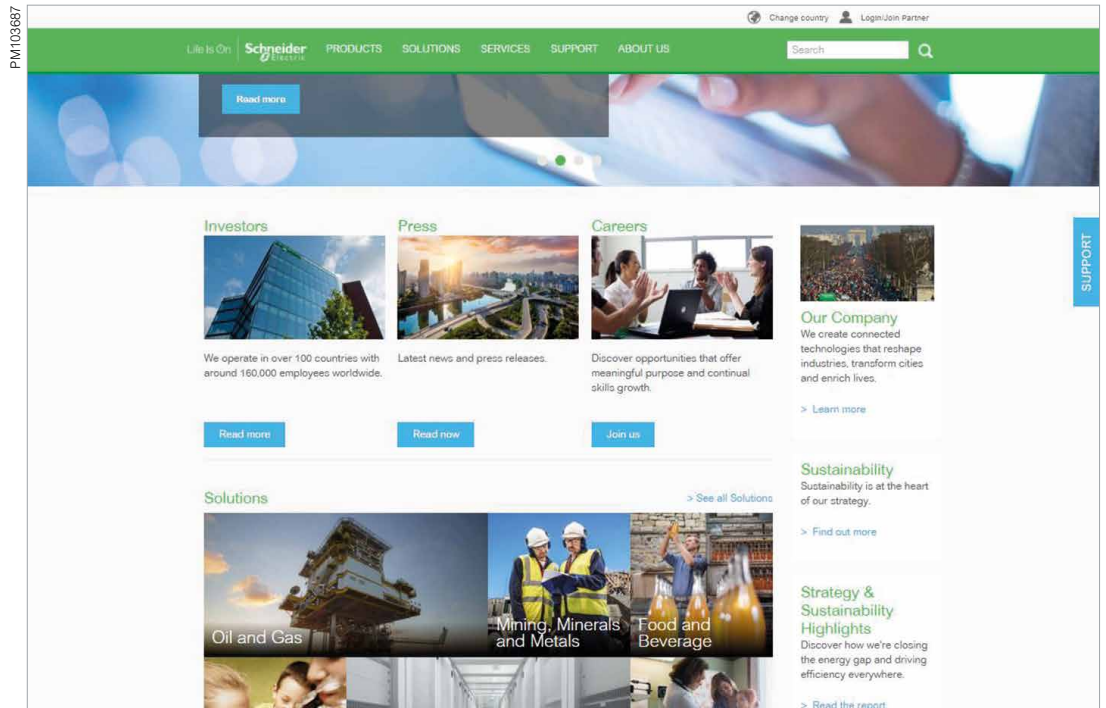 PM103687
Change country
Login/Join Partner
Life Is On
Schneider
Electric
PRODUCTS
SOLUTIONS
SERVICES
SUPPORT
ABOUT US
Search
Read more
Investors
We operate in over 100 countries with
around 160,000 employees worldwide.
Read more
Press
Latest news and press releases.
Read now
Careers
Discover opportunities that offer
meaningful purpose and continual
skills growth.
Join us
Our Company
We create connected
technologies that reshape
industries, transform cities
and enrich lives.
> Learn more
SUPPORT
Sustainability
Sustainability is at the heart
of our strategy.
> Find out more
Strategy &
Sustainability
Highlights
Discover how we're closing
the energy gap and driving
efficiency everywhere.
> Read the report
Solutions
> See all Solutions
Oil and Gas
Mining, Minerals
and Metals
Food and
Beverage